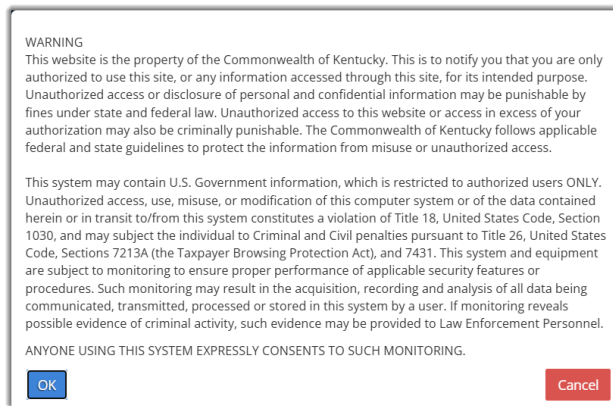 WARNING
This website is the property of the Commonwealth of Kentucky. This is to notify you that you are only
authorized to use this site, or any information accessed through this site, for its intended purpose.
Unauthorized access or disclosure of personal and confidential information may be punishable by
fines under state and federal law. Unauthorized access to this website or access in excess of your
authorization may also be criminally punishable. The Commonwealth of Kentucky follows applicable
federal and state guidelines to protect the information from misuse or unauthorized access.
This system may contain U.S. Government information, which is restricted to authorized users ONLY.
Unauthorized access, use, misuse, or modification of this computer system or of the data contained
herein or in transit to/from this system constitutes a violation of Title 18, United States Code, Section
1030, and may subject the individual to Criminal and Civil penalties pursuant to Title 26, United States
Code, Sections 7213A (the Taxpayer Browsing Protection Act), and 7431. This system and equipment
are subject to monitoring to ensure proper performance of applicable security features or
procedures. Such monitoring may result in the acquisition, recording and analysis of all data being
communicated, transmitted, processed or stored in this system by a user. If monitoring reveals
possible evidence of criminal activity, such evidence may be provided to Law Enforcement Personnel.
ANYONE USING THIS SYSTEM EXPRESSLY CONSENTS TO SUCH MONITORING.
OK Cancel